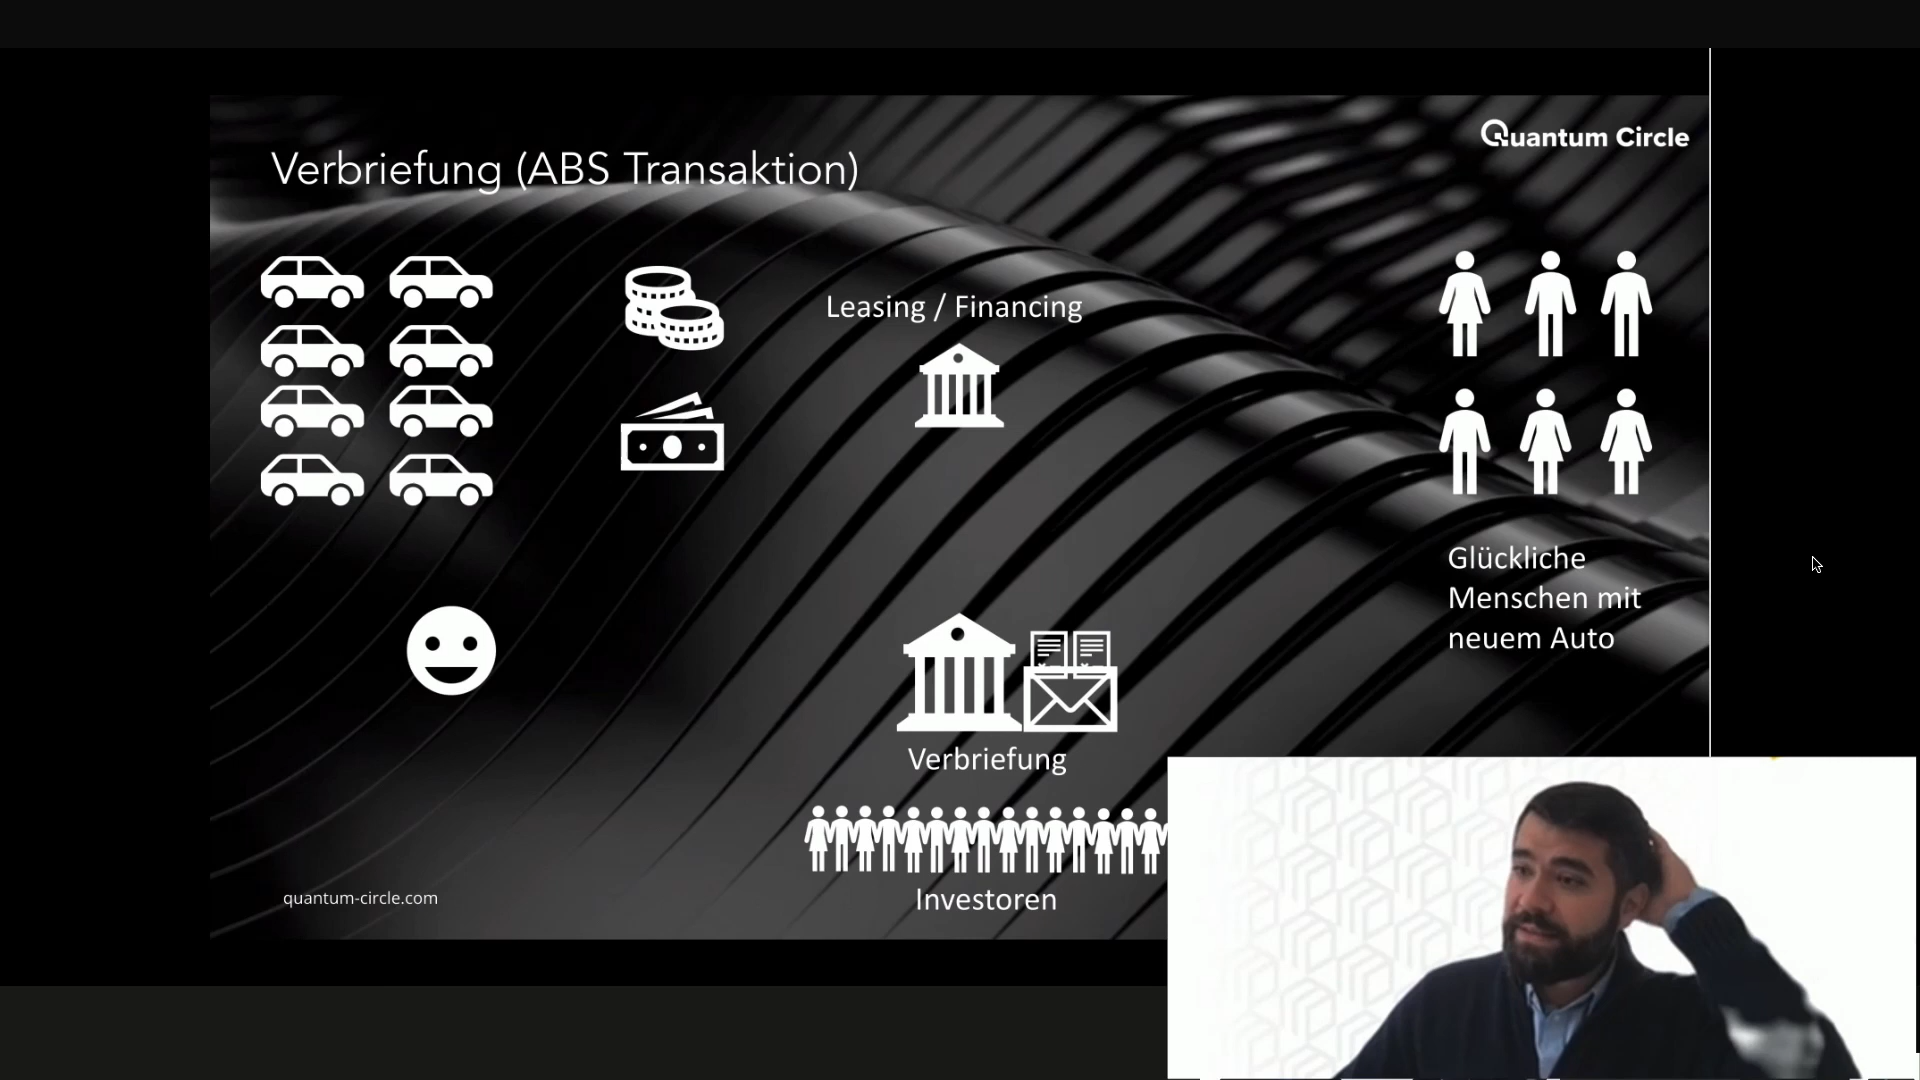 Quantum Circle
Verbriefung (ABS Transaktion)
Leasing / Financing
Glückliche
Menschen mit
neuem Auto
Verbriefung
Investoren
quantum-circle.com